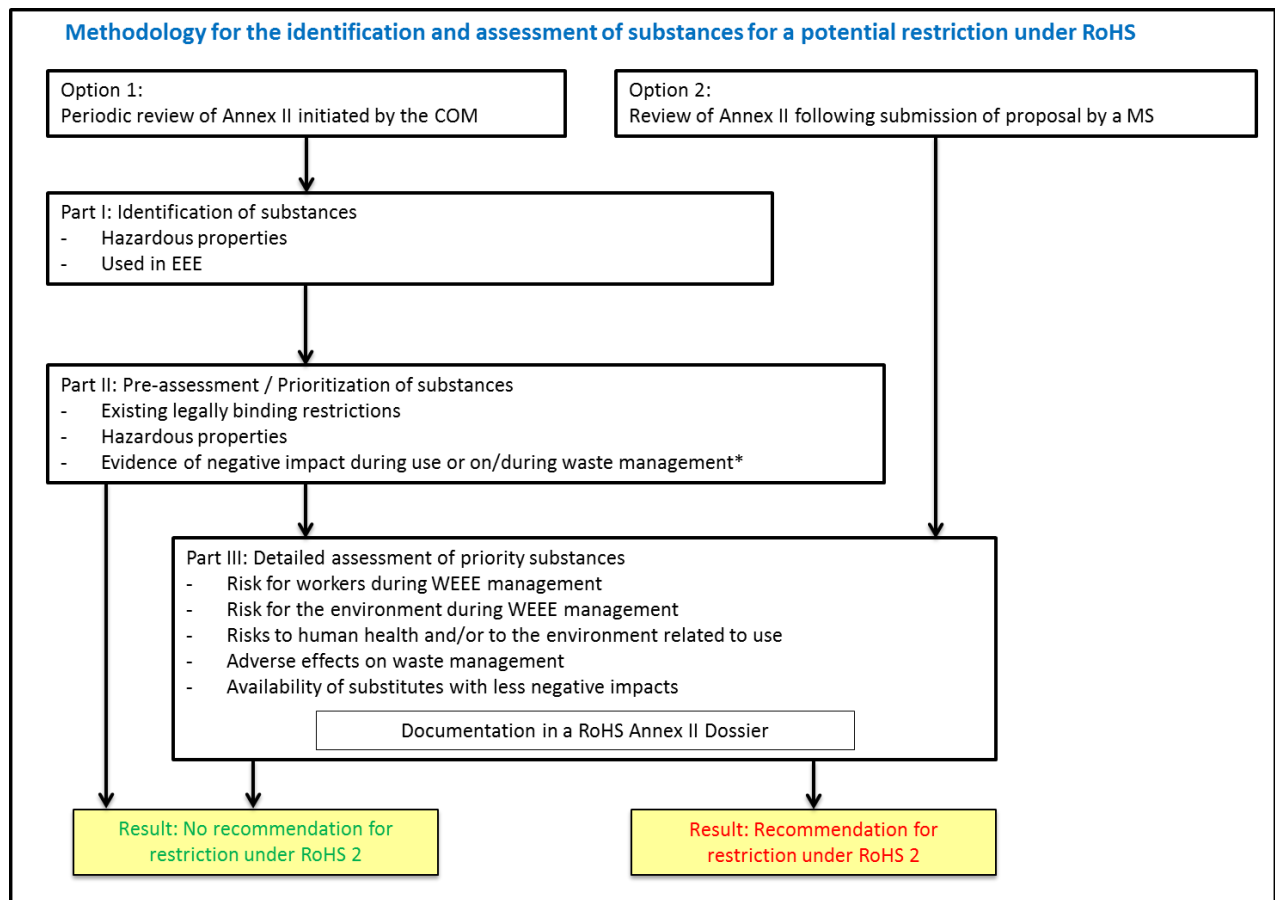 Methodology for the identification and assessment of substances for a potential restriction under RoHS
Option 1:
Periodic review of Annex II initiated by the COM
Option 2:
Review of Annex II following submission of proposal by a MS
Part I: Identification of substances
- Hazardous properties
- Used in EEE
Part II: Pre-assessment / Prioritization of substances
- Existing legally binding restrictions
- Hazardous properties
- Evidence of negative impact during use or on/during waste management*
Part III: Detailed assessment of priority substances
- Risk for workers during WEEE management
- Risk for the environment during WEEE management
- Risks to human health and/or to the environment related to use
- Adverse effects on waste management
- Availability of substitutes with less negative impacts
Documentation in a RoHS Annex II Dossier
Result: No recommendation for
restriction under RoHS 2
Result: Recommendation for
restriction under RoHS 2